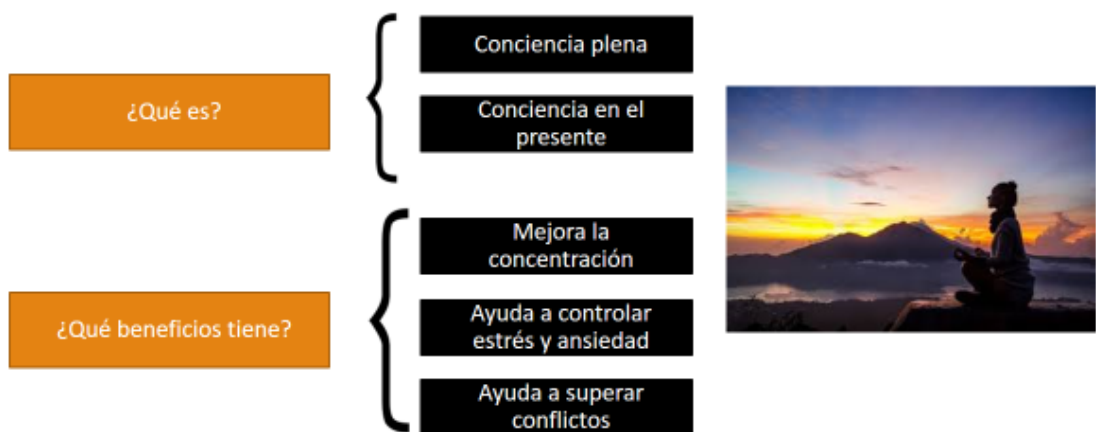 ¿Qué es?
Conciencia plena
Conciencia en el
presente
¿Qué beneficios tiene?
Mejora la
concentración
Ayuda a controlar
estrés y ansiedad
Ayuda a superar
conflictos